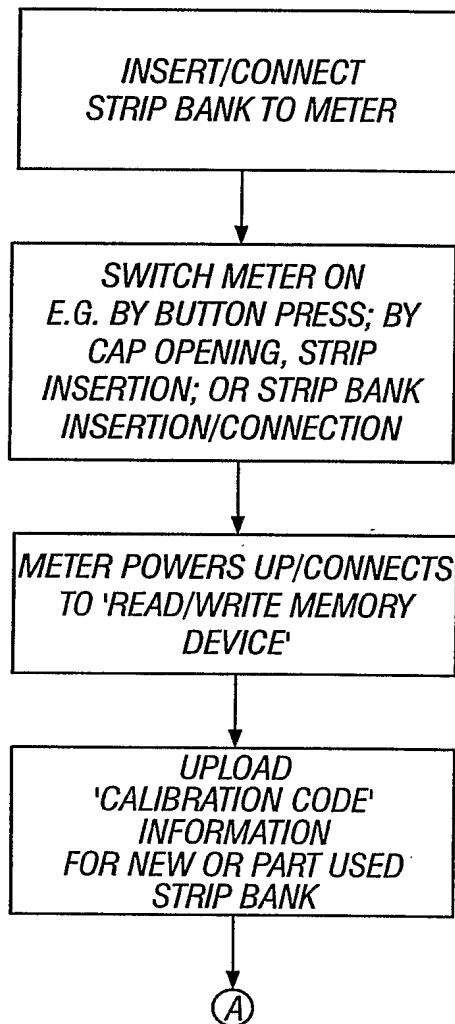 INSERT/CONNECT
STRIP BANK TO METER
SWITCH METER ON
E.G. BY BUTTON PRESS; BY
CAP OPENING, STRIP
INSERTION; OR STRIP BANK
INSERTION/CONNECTION
METER POWERS UP/CONNECTS
TO 'READ/WRITE MEMORY
DEVICE'
UPLOAD
'CALIBRATION CODE'
INFORMATION
FOR NEW OR PART USED
STRIP BANK
A